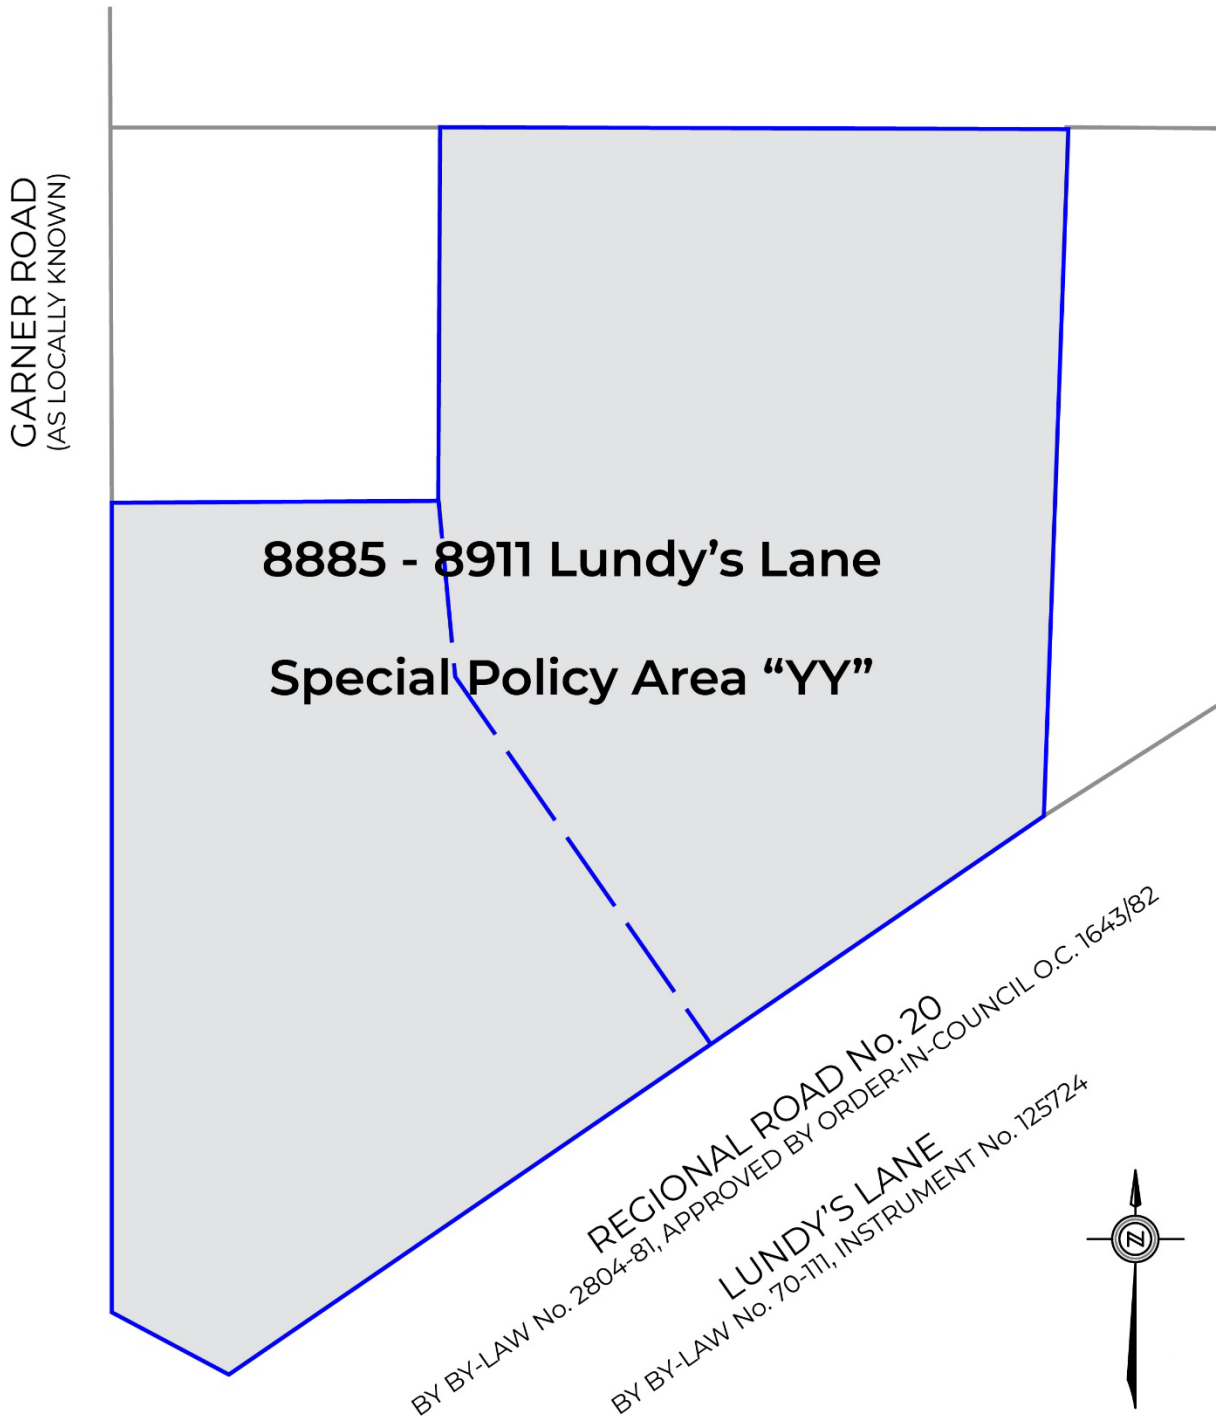 GARNER ROAD
(AS LOCALLY KNOWN)
8885 - 8911 Lundy’s Lane
Special Policy Area “YY”
REGIONAL ROAD No. 20
BY BY-LAW No. 2804-81, APPROVED BY ORDER-IN-COUNCIL O.C. 1643/82
LUNDY’S LANE
BY BY-LAW No. 70-111, INSTRUMENT No. 125724
N